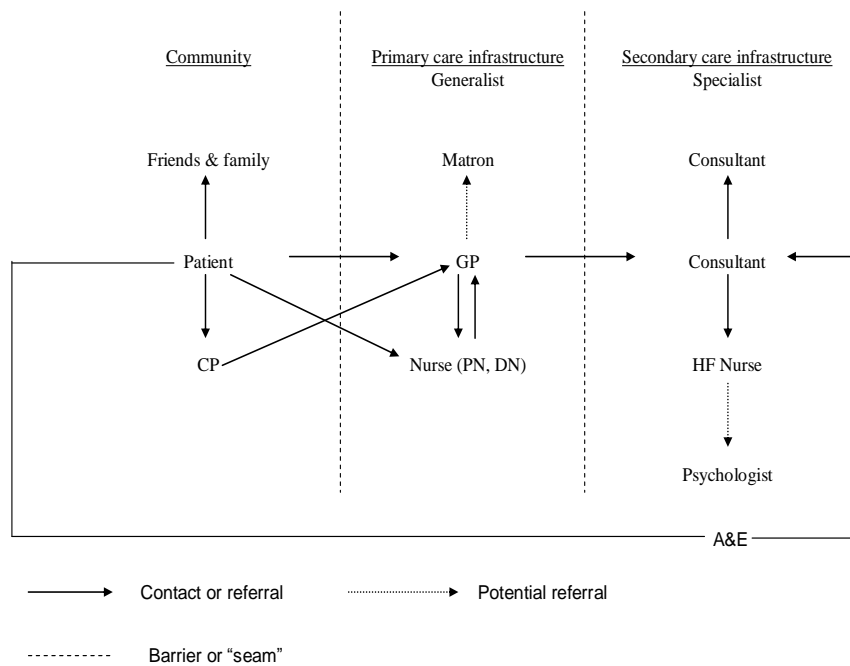 Community
Primary care infrastructure
Generalist
Secondary care infrastructure
Specialist
Friends & family
Matron
Consultant
Patient
GP
Consultant
CP
Nurse (PN, DN)
HF Nurse
Psychologist
A&E
Contact or referral
Potential referral
Barrier or “seam”